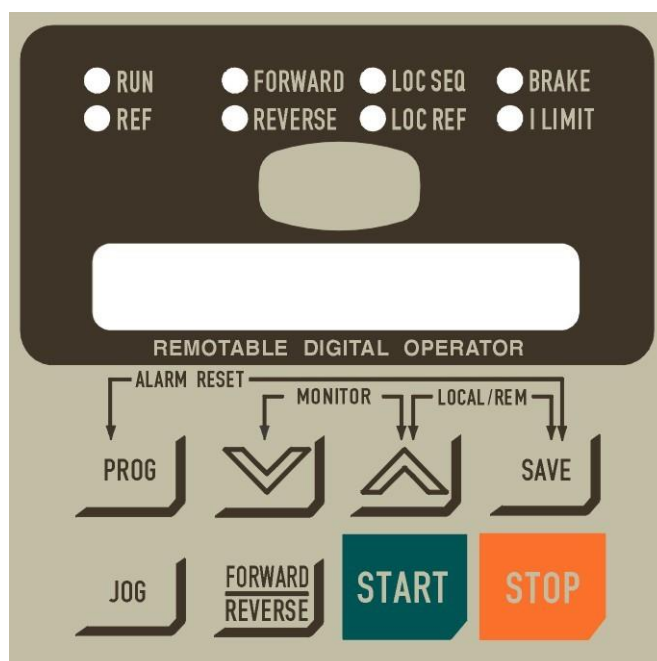 RUN FORWARD LOC SEQ BRAKE
REF REVERSE LOC REF I LIMIT
REMOTABLE DIGITAL OPERATOR
ALARM RESET
MONITOR LOCAL/REM
PROG SAVE
JOG FORWARD START STOP
REVERSE